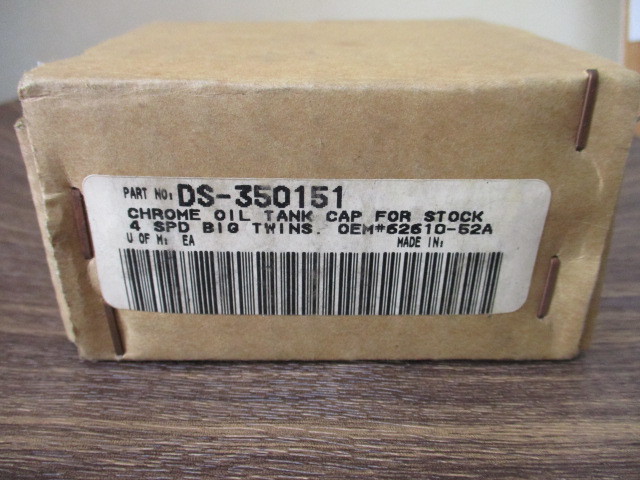 PART NO: DS-350151
CHROME OIL TANK CAP FOR STOCK
4 SPD BIG TWINS. OEM#62610-52A
U OF M: EA MADE IN: